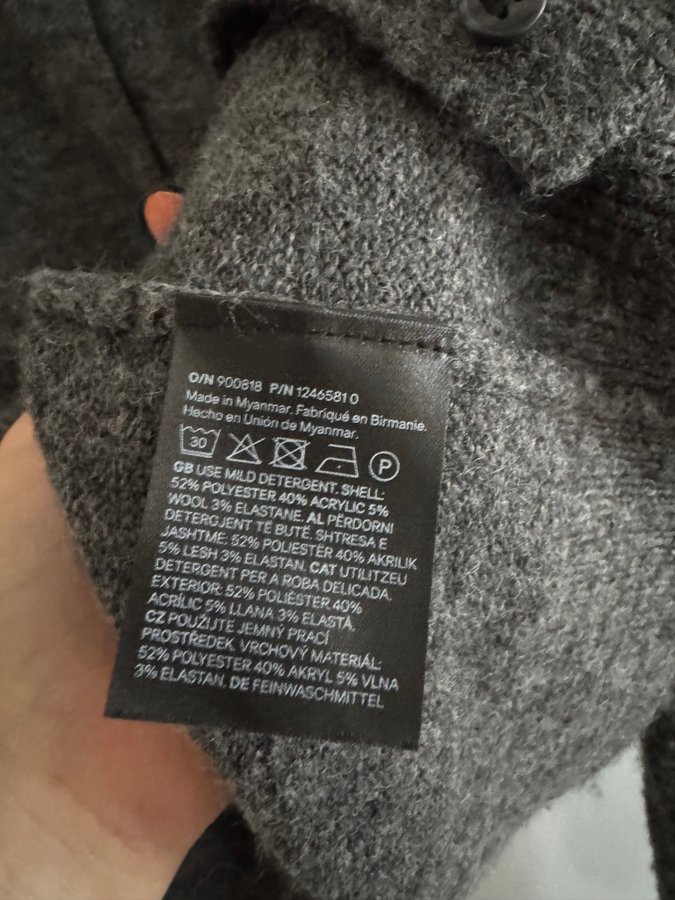 O/N 900818 P/N 1246581 0
Made in Myanmar. Fabriqué en Birmanie.
Hecho en Unión de Myanmar.
30
P
GB USE MILD DETERGENT. SHELL:
52% POLYESTER 40% ACRYLIC 5%
WOOL 3% ELASTANE. AL PËRDORNI
DETERGJENT TË BUTË. SHTRESA E
JASHTME: 52% POLIESTËR 40% AKRILIK
5% LESH 3% ELASTAN. CAT UTILITZEU
DETERGENT PER A ROBA DELICADA.
EXTERIOR: 52% POLIÈSTER 40%
ACRÍLIC 5% LLANA 3% ELASTÀ.
CZ POUŽIJTE JEMNÝ PRACÍ
PROSTŘEDEK. VRCHOVÝ MATERIÁL:
52% POLYESTER 40% AKRYL 5% VLNA
3% ELASTAN. DE FEINWASCHMITTEL